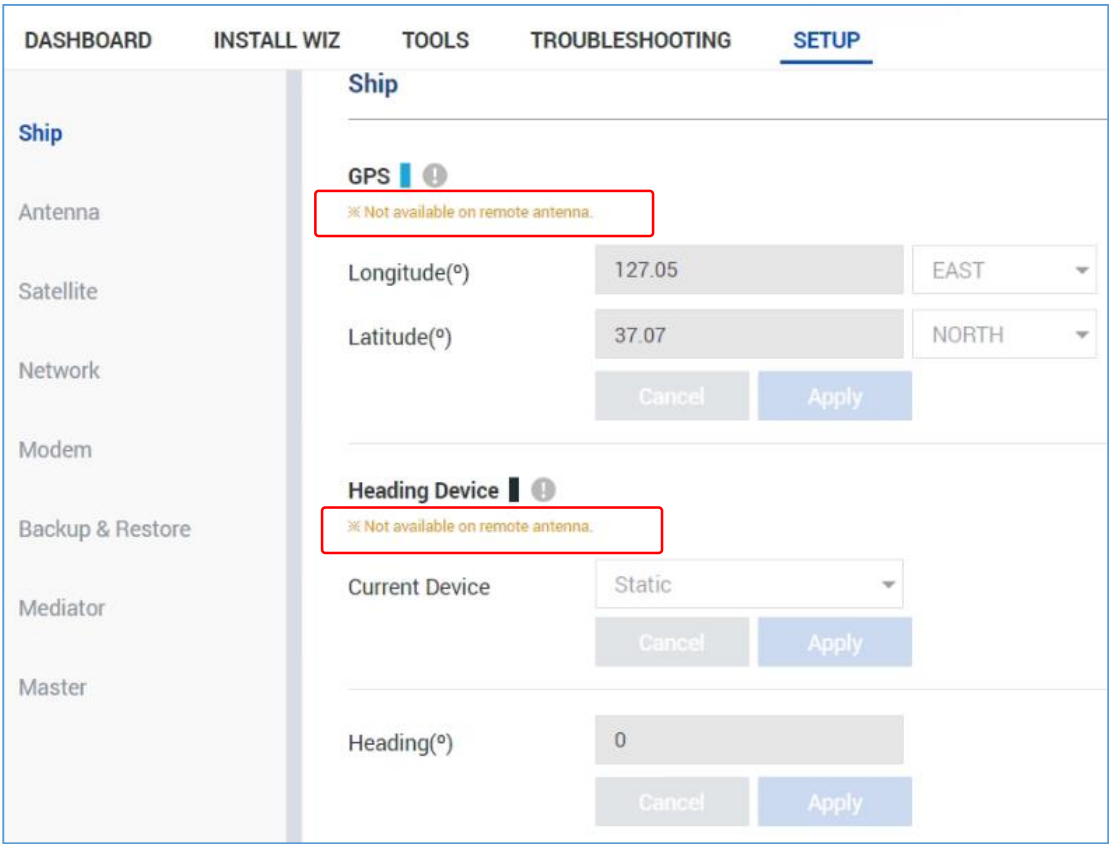 DASHBOARD INSTALL WIZ TOOLS TROUBLESHOOTING SETUP
Ship
Antenna
Satellite
Network
Modem
Backup & Restore
Mediator
Master
Ship
GPS
※ Not available on remote antenna.
Longitude(º) 127.05 EAST
Latitude(º) 37.07 NORTH
Cancel Apply
Heading Device
※ Not available on remote antenna.
Current Device Static
Cancel Apply
Heading(º) 0
Cancel Apply